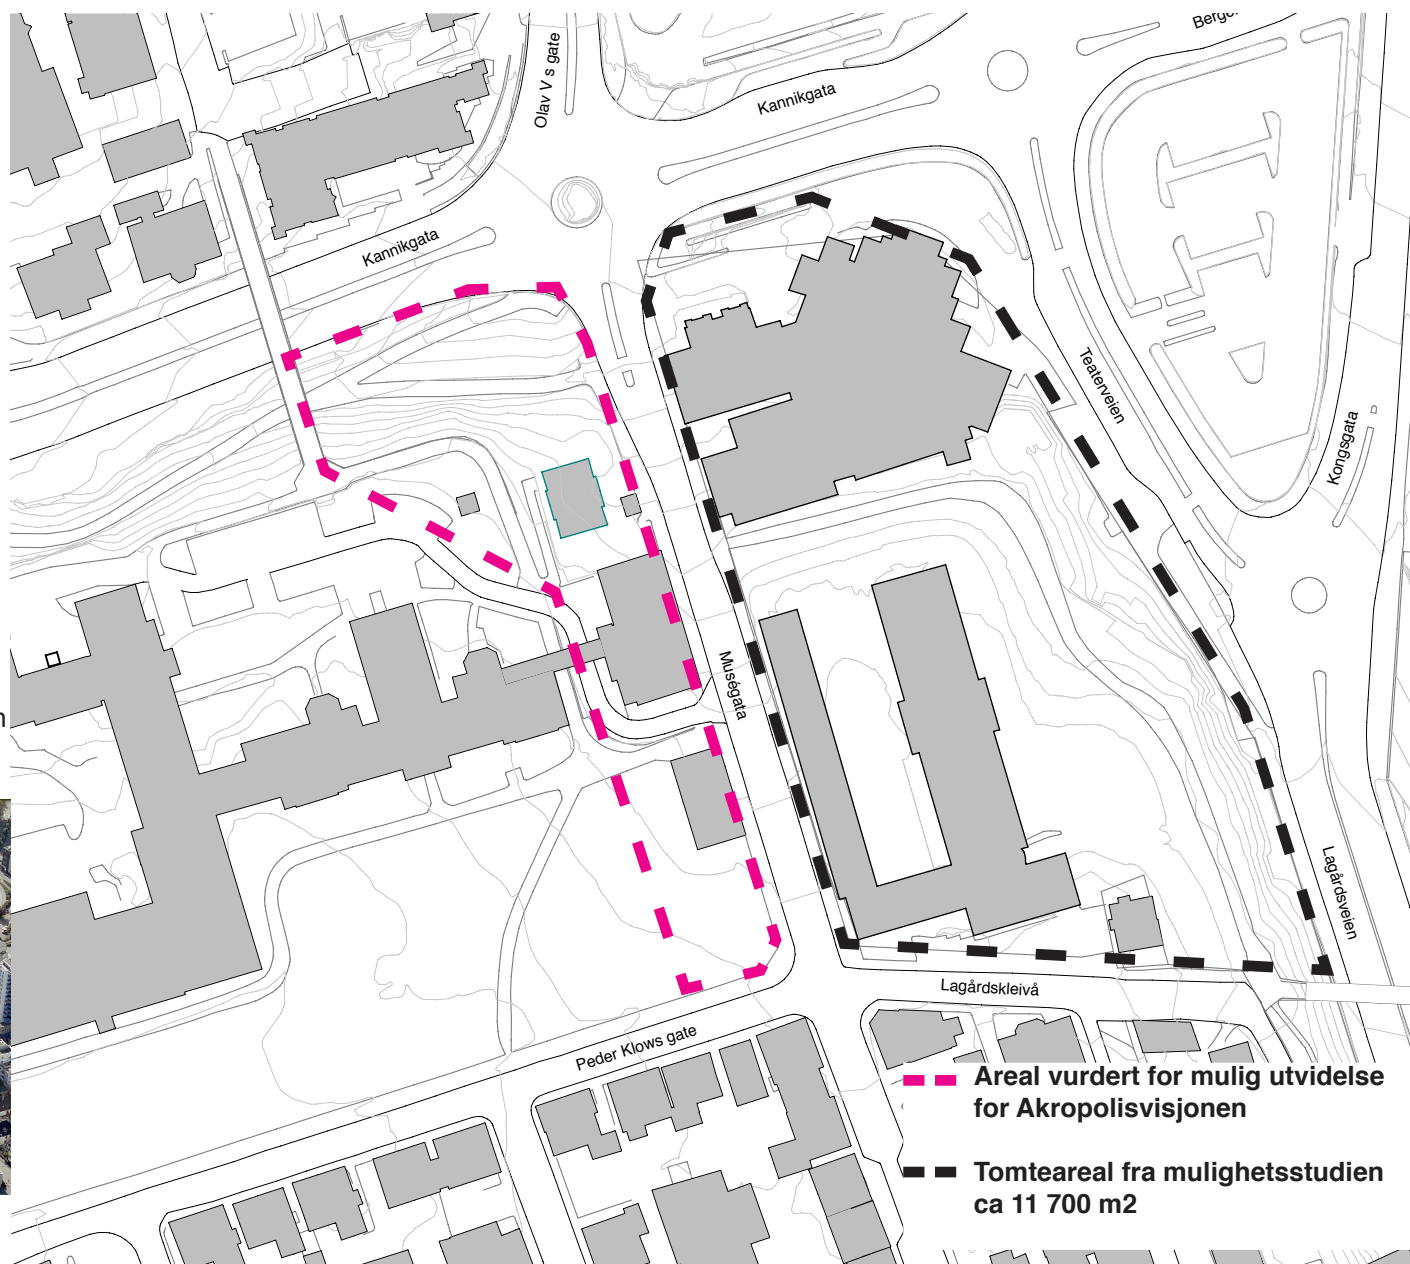 Olav V s gate
Kannikgata
Kannikgata
Teaterveien
Kongsgata
Muségata
Lagårdsveien
Lagårdskleivå
Peder Klows gate
Areal vurdert for mulig utvidelse
for Akropolisvisjonen
Tomteareal fra mulighetsstudien
ca 11 700 m2